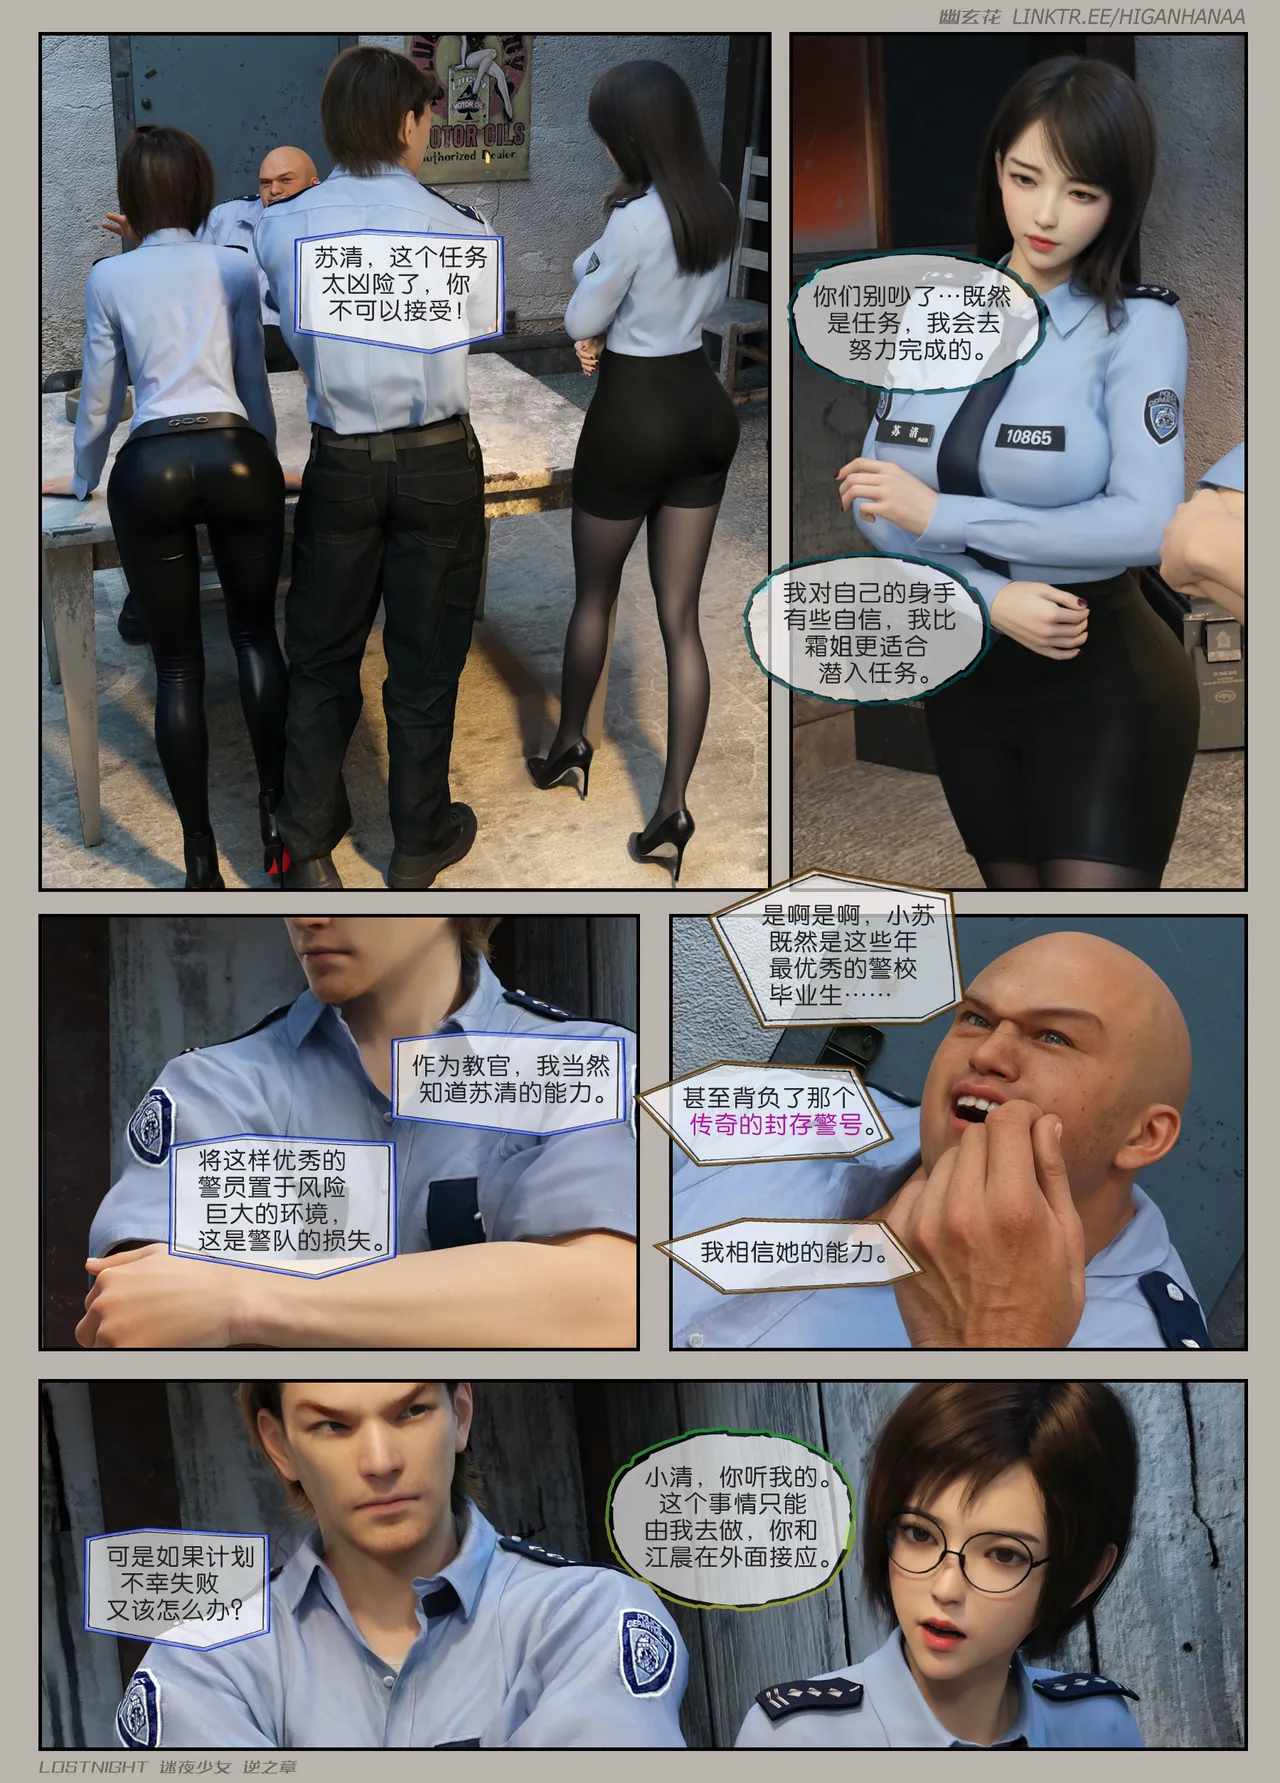 幽玄花 LINKTR.EE/HIGANHANAA
MOTOR OIL
MOTOR OILS
Authorized Dealer
苏清，这个任务
太凶险了，你
不可以接受！
你们别吵了…既然
是任务，我会去
努力完成的。
苏清
10865
POLICE
DEPARTMENT
我对自己的身手
有些自信，我比
霜姐更适合
潜入任务。
作为教官，我当然
知道苏清的能力。
将这样优秀的
警员置于风险
巨大的环境，
这是警队的损失。
是啊是啊，小苏
既然是这些年
最优秀的警校
毕业生……
甚至背负了那个
传奇的封存警号。
我相信她的能力。
可是如果计划
不幸失败
又该怎么办？
POLICE
DEPARTMENT
小清，你听我的。
这个事情只能
由我去做，你和
江晨在外面接应。
LOSTNIGHT 迷夜少女 逆之章